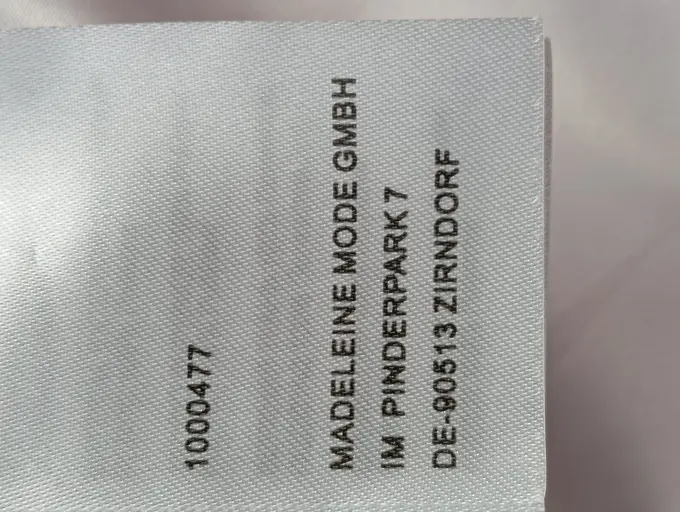 1000477
MADELEINE MODE GMBH
IM PINDERPARK 7
DE-90513 ZIRNDORF